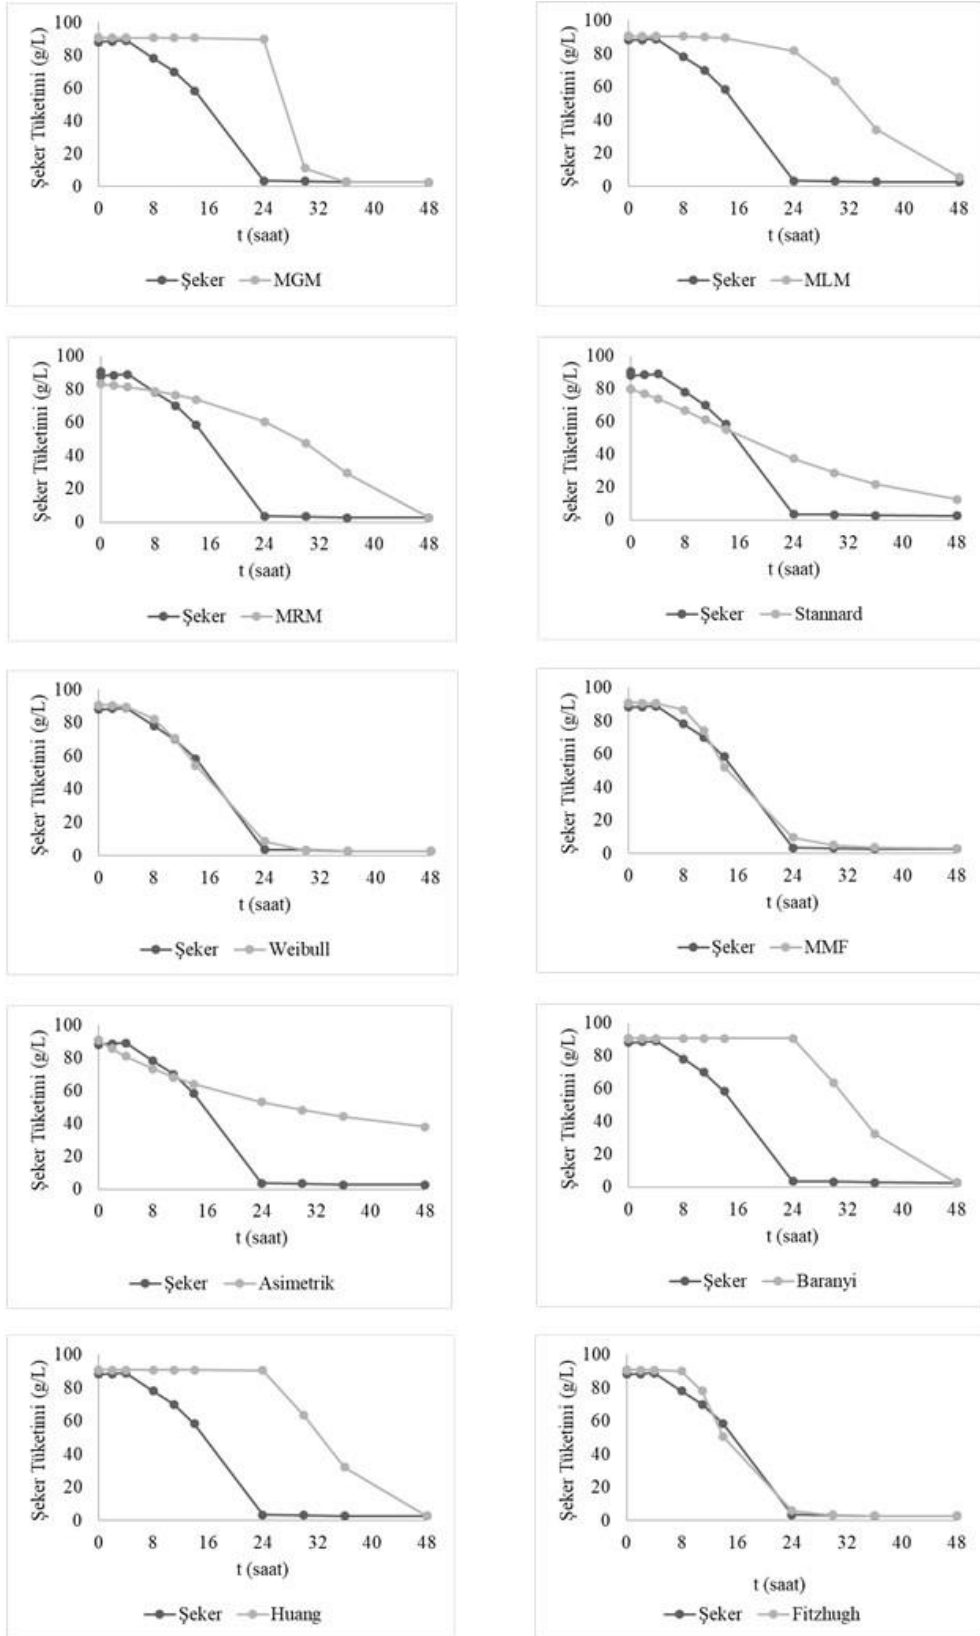 Şeker Tüketimi (g/L)
100
80
60
40
20
0
0 8 16 24 32 40 48
t (saat)
Şeker MGM
Şeker Tüketimi (g/L)
100
80
60
40
20
0
0 8 16 24 32 40 48
t (saat)
Şeker MLM
Şeker Tüketimi (g/L)
100
80
60
40
20
0
0 8 16 24 32 40 48
t (saat)
Şeker MRM
Şeker Tüketimi (g/L)
100
80
60
40
20
0
0 8 16 24 32 40 48
t (saat)
Şeker Stannard
Şeker Tüketimi (g/L)
100
80
60
40
20
0
0 8 16 24 32 40 48
t (saat)
Şeker Weibull
Şeker Tüketimi (g/L)
100
80
60
40
20
0
0 8 16 24 32 40 48
t (saat)
Şeker MMF
Şeker Tüketimi (g/L)
100
80
60
40
20
0
0 8 16 24 32 40 48
t (saat)
Şeker Asimetrik
Şeker Tüketimi (g/L)
100
80
60
40
20
0
0 8 16 24 32 40 48
t (saat)
Şeker Baranyi
Şeker Tüketimi (g/L)
100
80
60
40
20
0
0 8 16 24 32 40 48
t (saat)
Şeker Huang
Şeker Tüketimi (g/L)
100
80
60
40
20
0
0 8 16 24 32 40 48
t (saat)
Şeker Fitzhugh